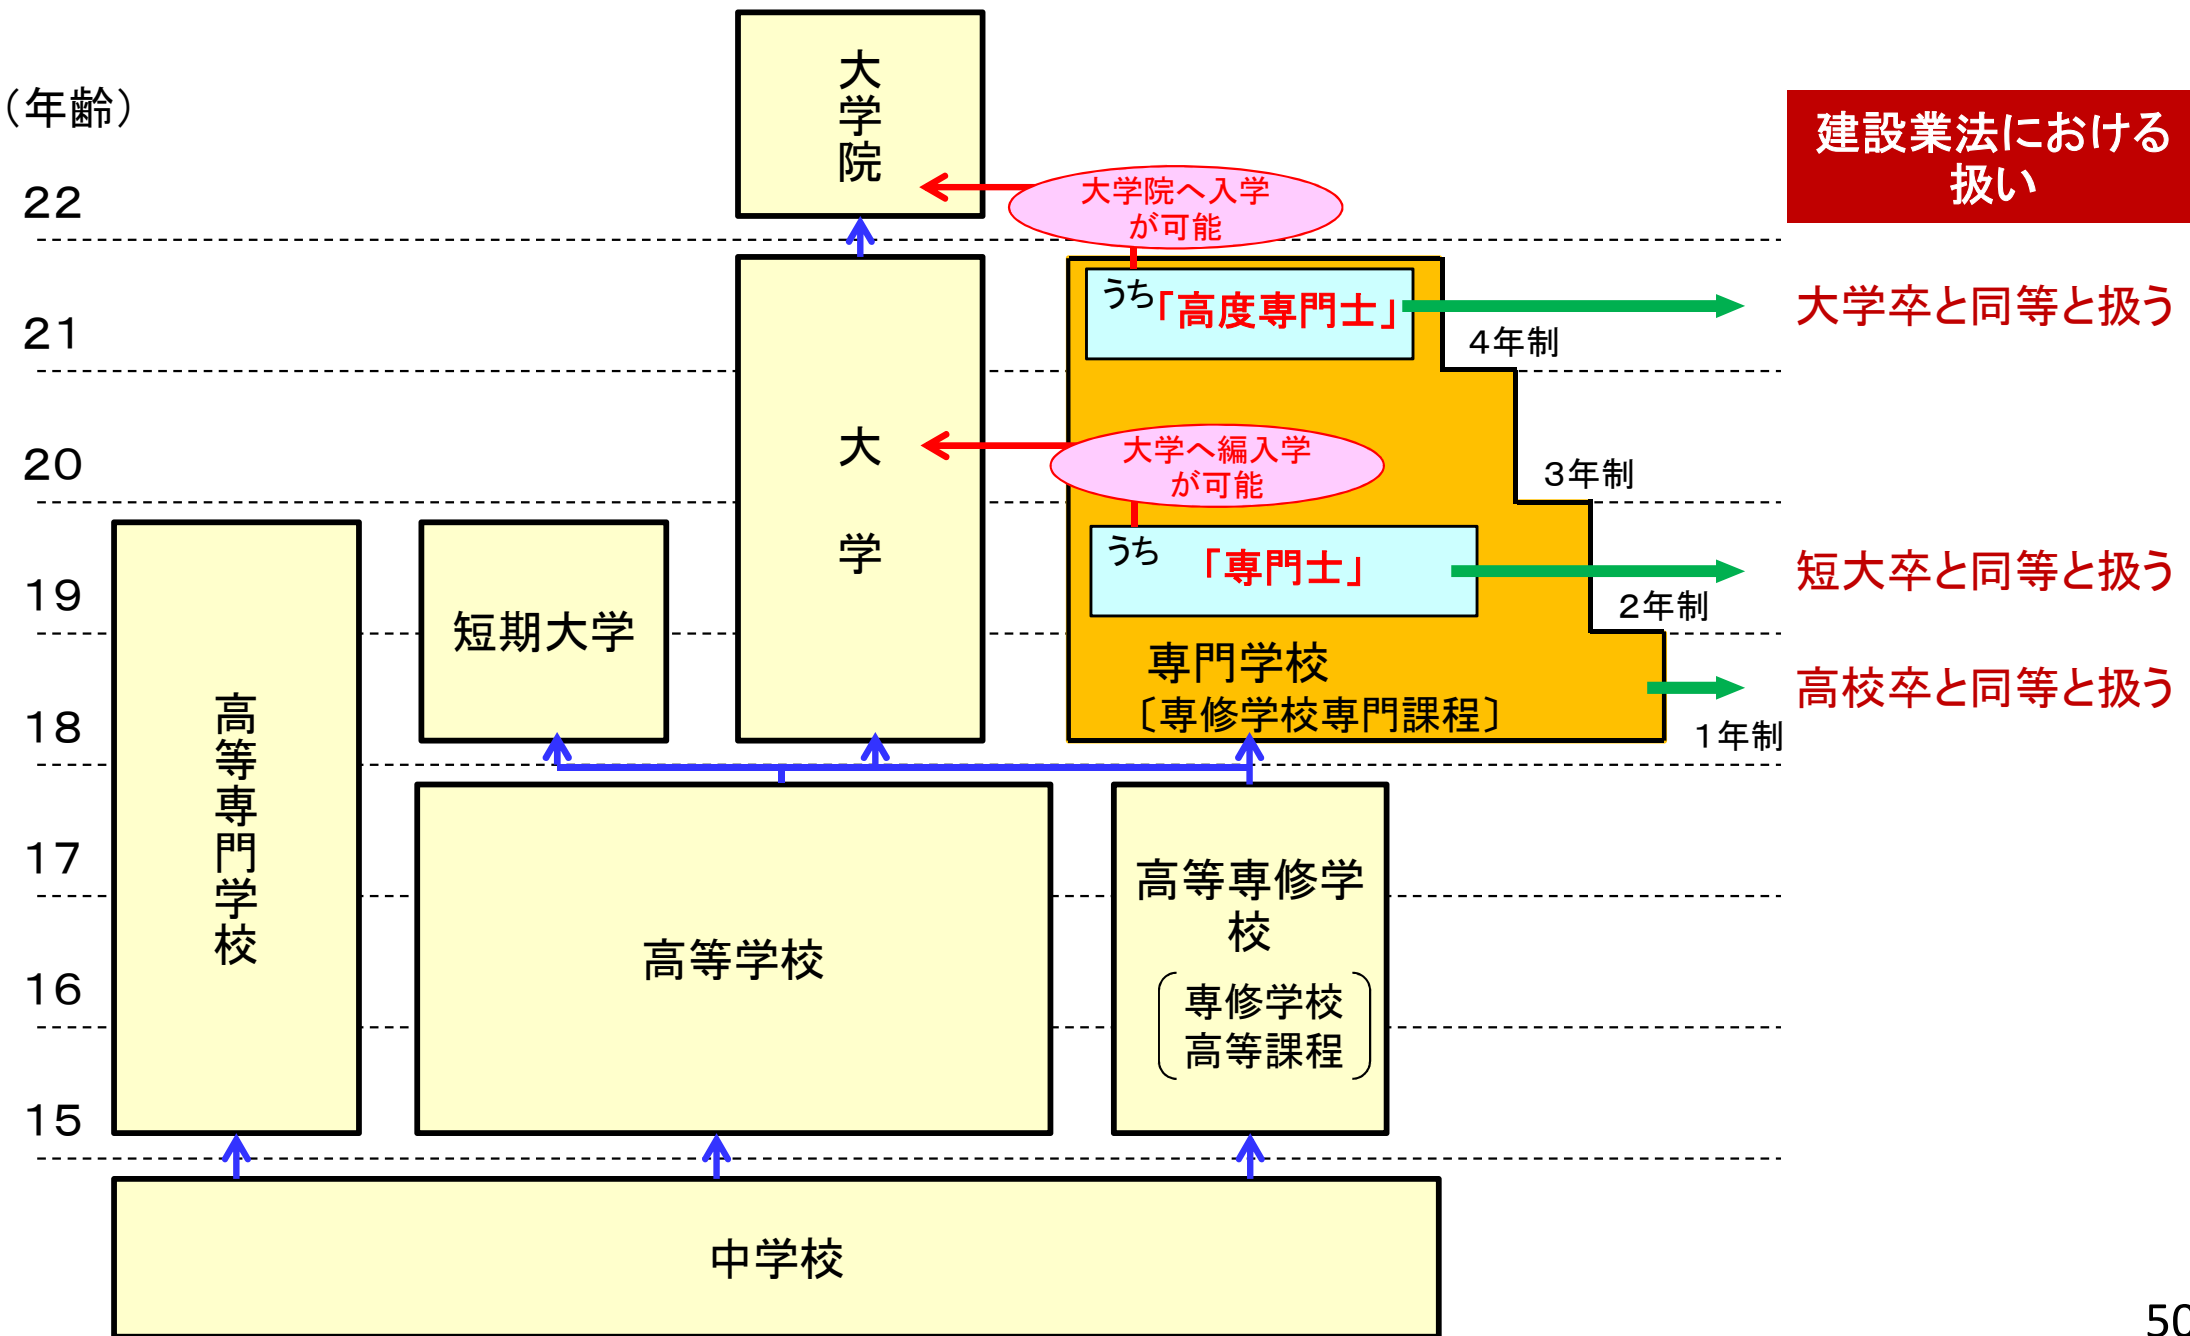 (年齢)
22
21
20
19
18
17
16
15
大学院
大学
短期大学
高等専門学校
高等学校
高等専修学
校
専修学校
高等課程
中学校
大学院へ入学
が可能
うち「高度専門士」
4年制
大学へ編入学
が可能
3年制
うち「専門士」
2年制
専門学校
〔専修学校専門課程〕
1年制
建設業法における
扱い
大学卒と同等と扱う
短大卒と同等と扱う
高校卒と同等と扱う
50